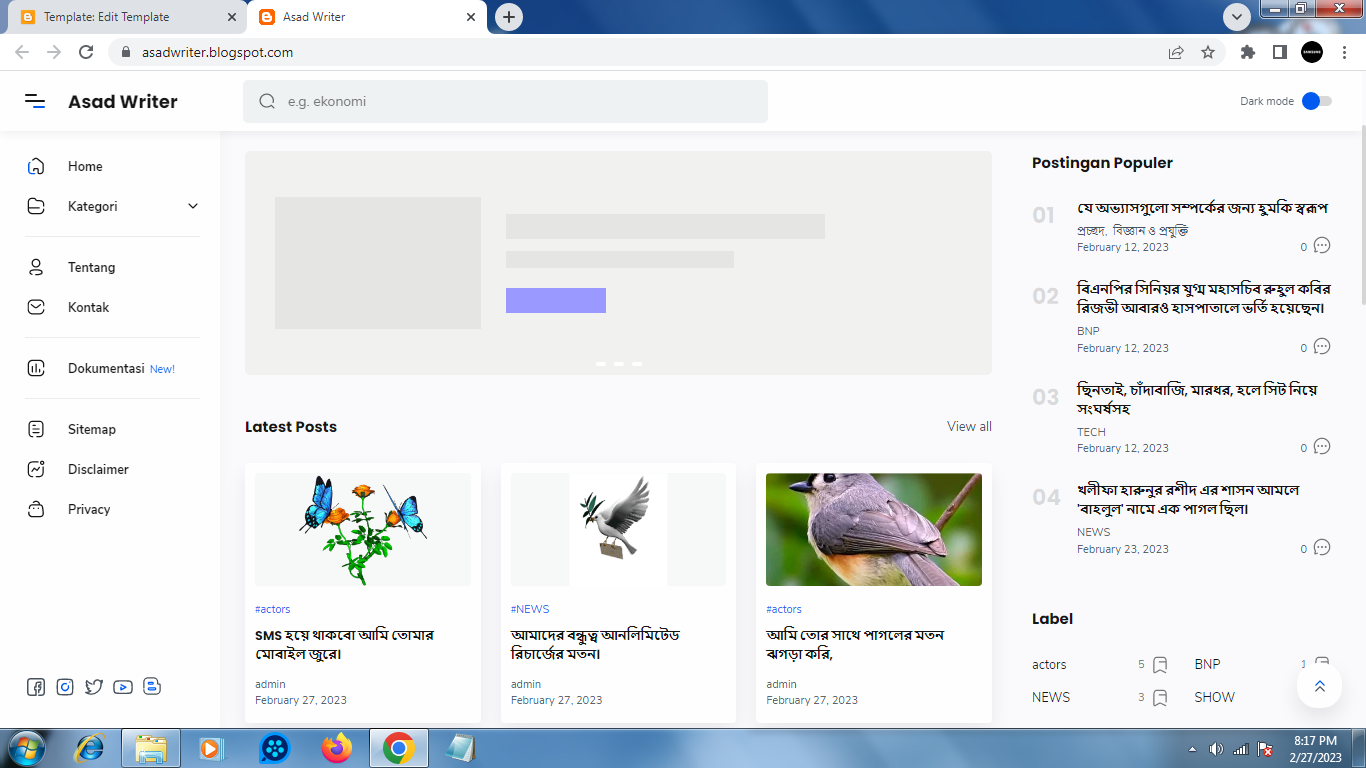 Template: Edit Template
Asad Writer
asadwriter.blogspot.com
Asad Writer
e.g. ekonomi
Dark mode
Home
Kategori
Tentang
Kontak
Dokumentasi New!
Sitemap
Disclaimer
Privacy
Latest Posts
View all
#actors
SMS হয়ে থাকবো আমি তোমার
মোবাইল জুরে।
admin
February 27, 2023
#NEWS
আমাদের বন্ধুত্ব আনলিমিটেড
রিচার্জের মতন।
admin
February 27, 2023
#actors
আমি তোর সাথে পাগলের মতন
ঝগড়া করি,
admin
February 27, 2023
Postingan Populer
01
যে অভ্যাসগুলো সম্পর্কের জন্য হুমকি স্বরূপ
প্রচ্ছদ, বিজ্ঞান ও প্রযুক্তি
February 12, 2023
0
02
বিএনপির সিনিয়র যুগ্ম মহাসচিব রুহুল কবির
রিজভী আবারও হাসপাতালে ভর্তি হয়েছেন।
BNP
February 12, 2023
0
03
ছিনতাই, চাঁদাবাজি, মারধর, হলে সিট নিয়ে
সংঘর্ষসহ
TECH
February 12, 2023
0
04
খলীফা হারুনুর রশীদ এর শাসন আমলে
'বাহলুল' নামে এক পাগল ছিল।
NEWS
February 23, 2023
0
Label
actors 5
BNP 1
NEWS 3
SHOW
8:17 PM
2/27/2023